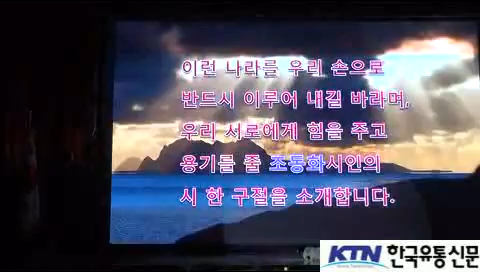 이런 나라를 우리 손으로
반드시 이루어 내길 바라며,
우리 서로에게 힘을 주고
용기를 줄 조동화시인의
시 한 구절을 소개합니다.
KTN 한국유통신문